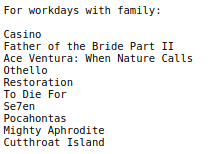 For workdays with family:
Casino
Father of the Bride Part II
Ace Ventura: When Nature Calls
Othello
Restoration
To Die For
Se7en
Pocahontas
Mighty Aphrodite
Cutthroat Island